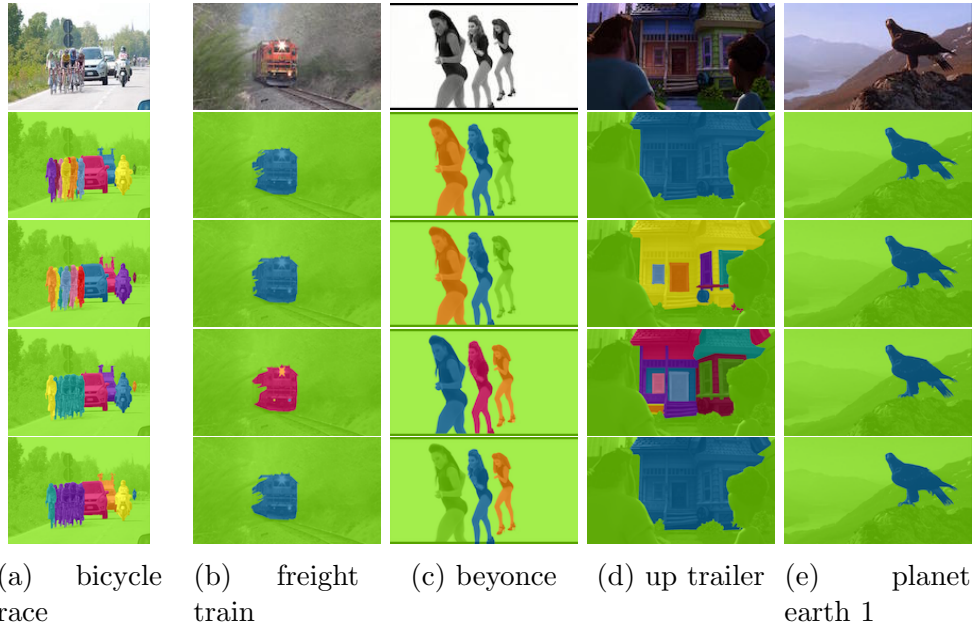 (a) bicycle
race
(b) freight
train
(c) beyonce
(d) up trailer
(e) planet
earth 1